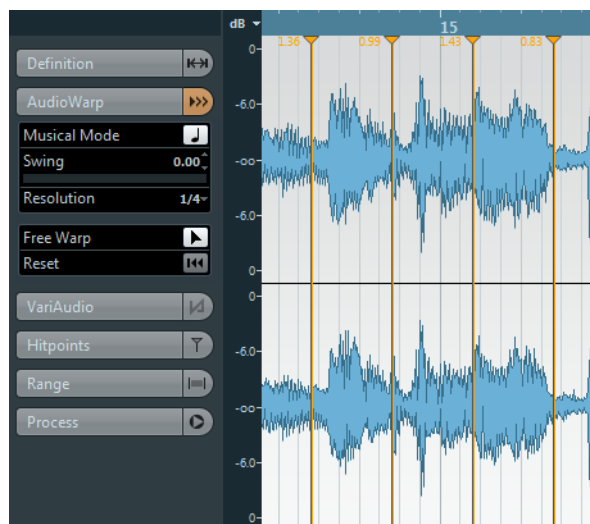 dB
15
1.36 0.99 1.43 0.83
Definition
AudioWarp
Musical Mode
Swing 0.00
Resolution 1/4
Free Warp
Reset
VariAudio
Hitpoints
Range
Process
0
-6.0
-oo
-6.0
0
0
-6.0
-oo
-6.0
0